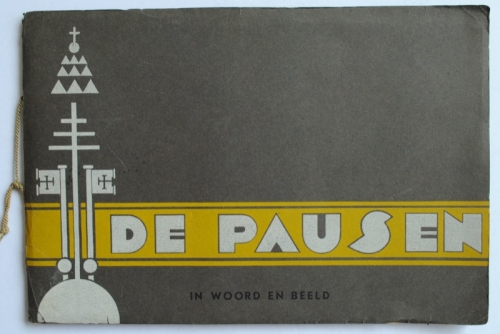 DE PAUSEN
IN WOORD EN BEELD